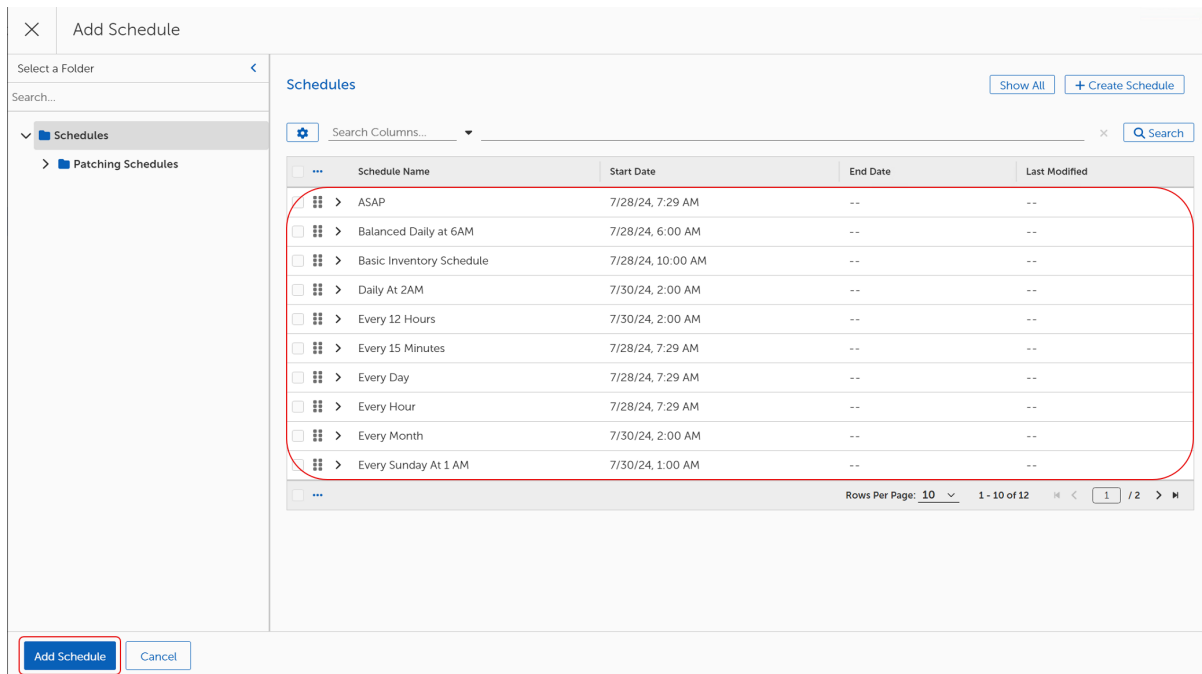 Add Schedule
Select a Folder
Search...
Schedules
Patching Schedules
Schedules
Show All
+ Create Schedule
Search Columns...
Search
Schedule Name Start Date End Date Last Modified
ASAP 7/28/24, 7:29 AM -- --
Balanced Daily at 6AM 7/28/24, 6:00 AM -- --
Basic Inventory Schedule 7/28/24, 10:00 AM -- --
Daily At 2AM 7/30/24, 2:00 AM -- --
Every 12 Hours 7/30/24, 2:00 AM -- --
Every 15 Minutes 7/28/24, 7:29 AM -- --
Every Day 7/28/24, 7:29 AM -- --
Every Hour 7/28/24, 7:29 AM -- --
Every Month 7/30/24, 2:00 AM -- --
Every Sunday At 1 AM 7/30/24, 1:00 AM -- --
Rows Per Page: 10 1 - 10 of 12 1 / 2
Add Schedule
Cancel